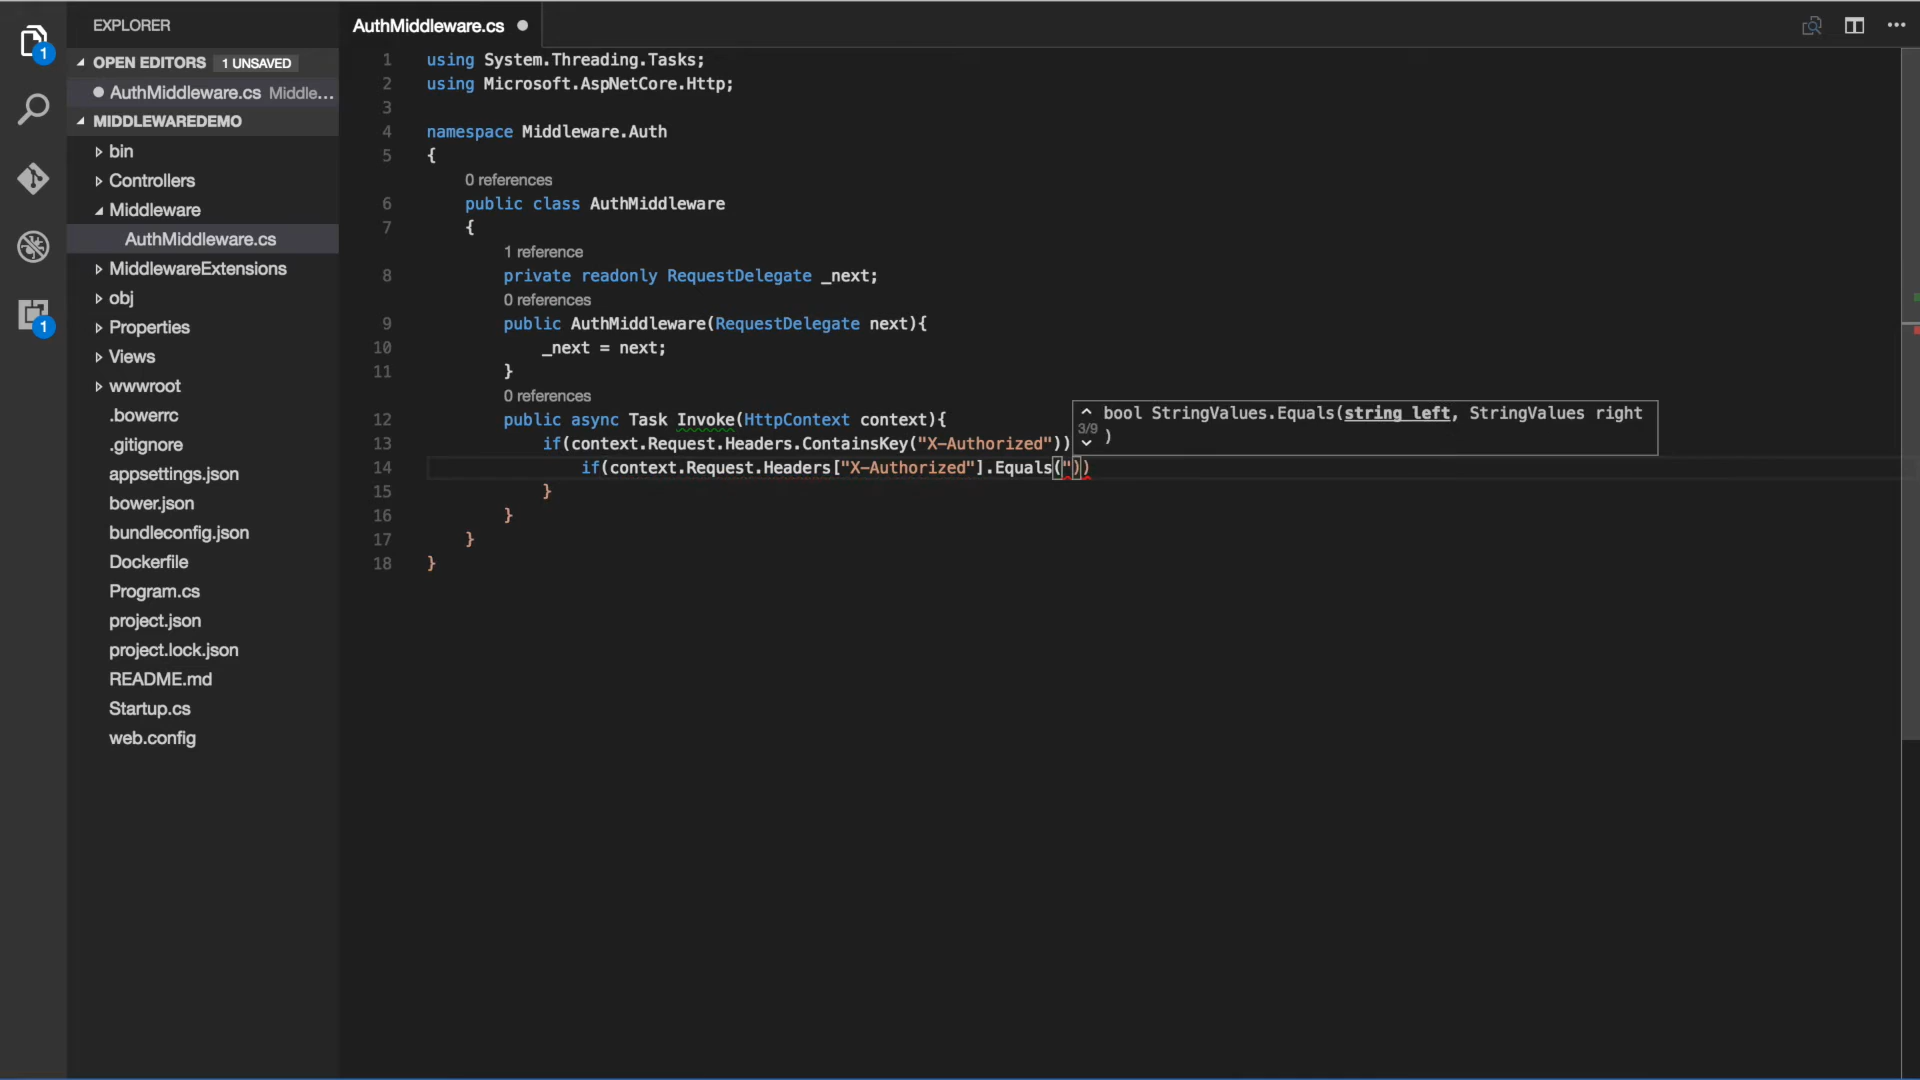 EXPLORER
OPEN EDITORS 1 UNSAVED
AuthMiddleware.cs Middle...
MIDDLEWAREDEMO
bin
Controllers
Middleware
AuthMiddleware.cs
MiddlewareExtensions
obj
Properties
Views
wwwroot
.bowerrc
.gitignore
appsettings.json
bower.json
bundleconfig.json
Dockerfile
Program.cs
project.json
project.lock.json
README.md
Startup.cs
web.config
1
1
AuthMiddleware.cs
1 using System.Threading.Tasks;
2 using Microsoft.AspNetCore.Http;
3
4 namespace Middleware.Auth
5 {
0 references
6 public class AuthMiddleware
7 {
1 reference
8 private readonly RequestDelegate _next;
0 references
9 public AuthMiddleware(RequestDelegate next){
10 _next = next;
11 }
0 references
12 public async Task Invoke(HttpContext context){
13 if(context.Request.Headers.ContainsKey("X-Authorized"))
14 if(context.Request.Headers["X-Authorized"].Equals("))
15 }
16 }
17 }
18 }
bool StringValues.Equals(string left, StringValues right
3/9 )